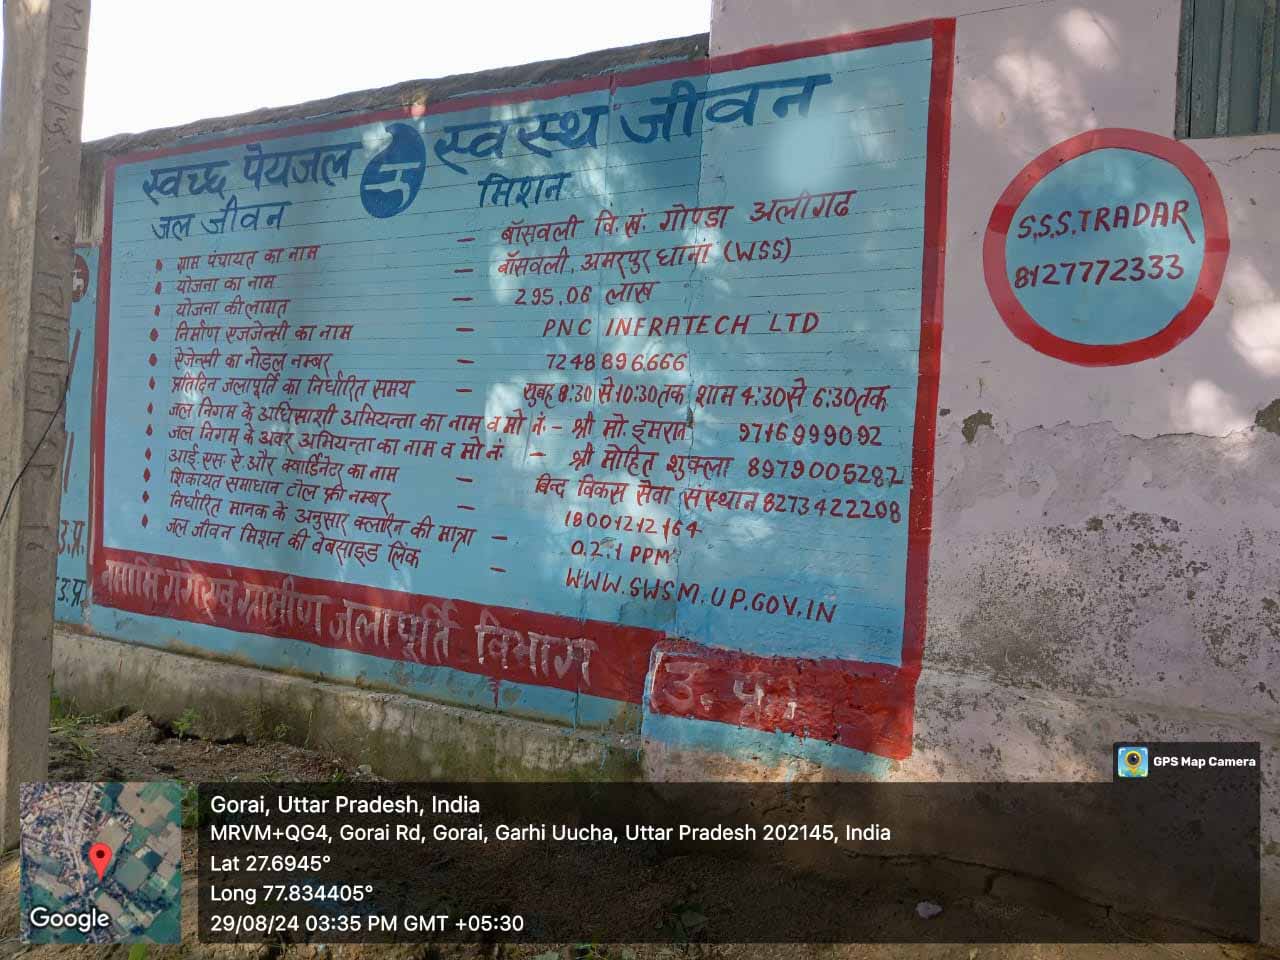 स्वच्छ पेयजल स्वस्थ जीवन
जल जीवन मिशन
ग्राम पंचायत का नाम - बॉसवली वि. खं. गोण्डा अलीगढ
योजना का नाम - बॉसवली, अमरपुर धाना (WSS)
योजना की लागत - 295.06 लाख
निर्माण एजजेन्सी का नाम - PNC INFRATECH LTD
ऐजेन्सी का नोडल नम्बर - 7248896666
प्रतिदिन जलापूर्ति का निर्धारित समय - सुबह 8:30 से 10:30 तक शाम 4:30 से 6:30 तक
जल निगम के अधिसाशी अभियन्ता का नाम व मो नं:- श्री मो. इमरान 9716999092
जल निगम के अवर अभियन्ता का नाम व मो नं: - श्री मोहित शुक्ला 8979005287
आई.एस.ऐ और क्वार्डिनेटर का नाम - विन्द विकास सेवा संस्थान 8273422208
शिकायत समाधान टोल फ्री नम्बर - 18001212164
निर्धारित मानक के अनुसार क्लोरिन की मात्रा - 0.2.1 PPM
जल जीवन मिशन की वेबसाइड लिंक - WWW.SWSM.UP.GOV.IN
नमामि गंगे एवं ग्रामीण जलापूर्ति विभाग
S.S.S.TRADAR
8127772333
उ.प्र.
उ.प्र.
GPS Map Camera
Gorai, Uttar Pradesh, India
MRVM+QG4, Gorai Rd, Gorai, Garhi Uucha, Uttar Pradesh 202145, India
Lat 27.6945°
Long 77.834405°
29/08/24 03:35 PM GMT +05:30
Google